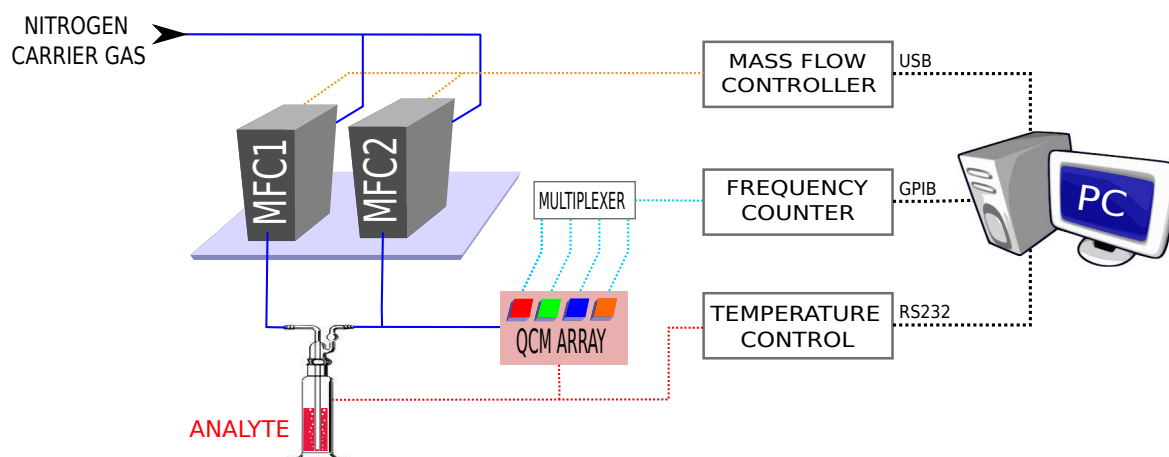 NITROGEN
CARRIER GAS
MFC1
MFC2
MASS FLOW
CONTROLLER
USB
MULTIPLEXER
FREQUENCY
COUNTER
GPIB
PC
QCM ARRAY
TEMPERATURE
CONTROL
RS232
ANALYTE